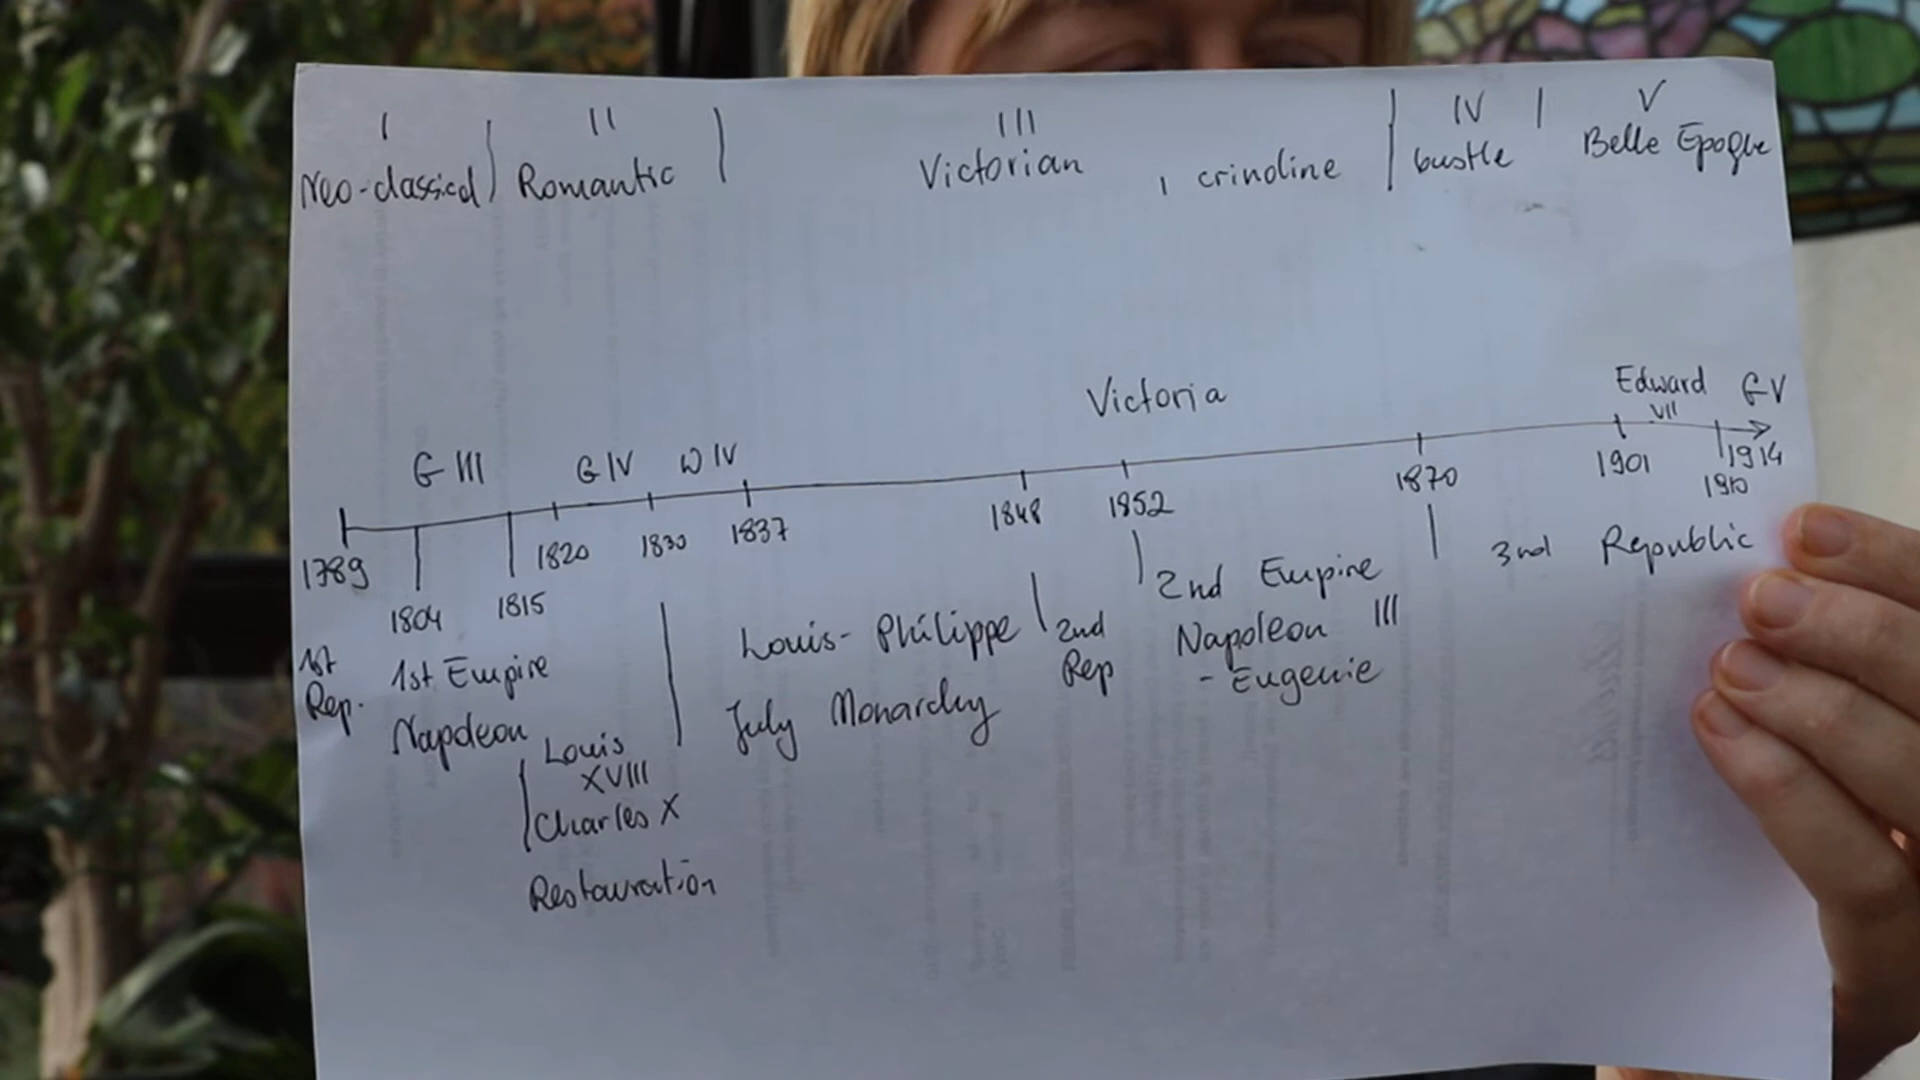 I | II | III | IV | V
Neo-classical Romantic Victorian crinoline bustle Belle Epoque
Victoria Edward VII G V
G III G IV W IV
1789 1804 1815 1820 1830 1837 1848 1852 1870 1901 1910 1914
1st Rep.
1st Empire
Napoleon
Louis XVIII
Charles X
Restauration
Louis-Philippe
July Monarchy
2nd Rep
2nd Empire
Napoleon III
- Eugenie
3nd Republic